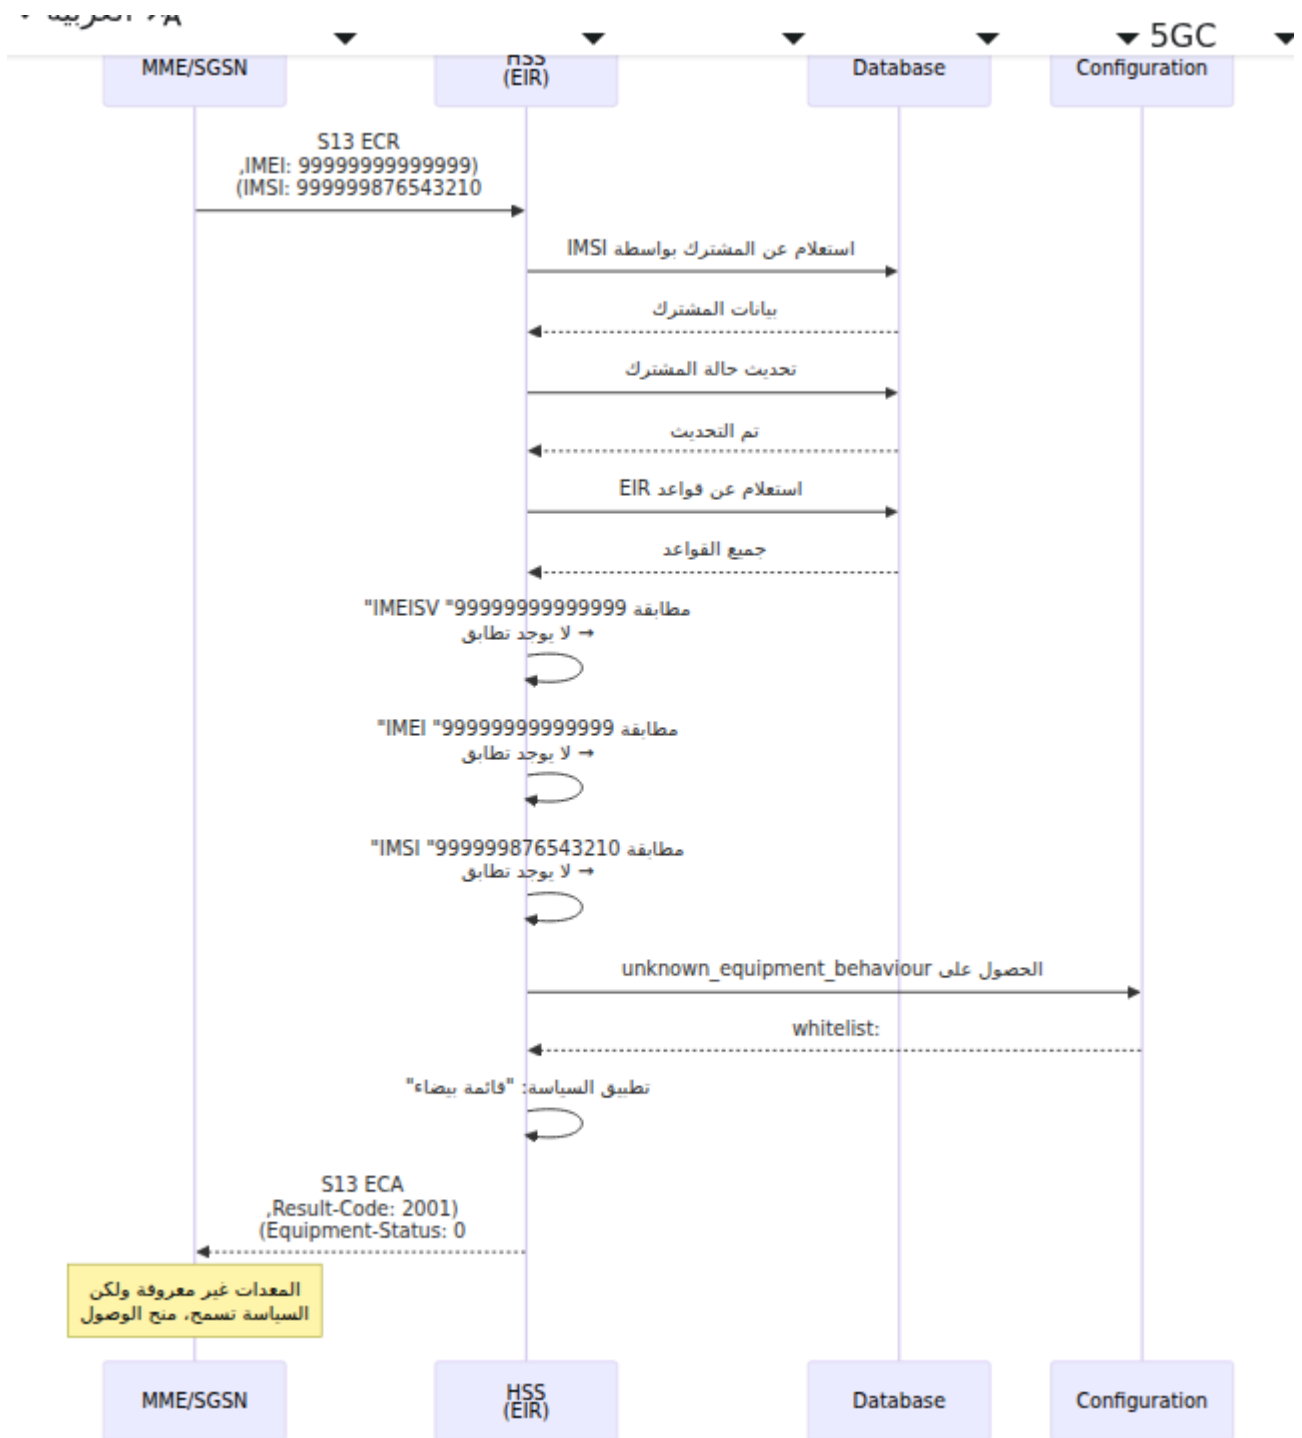 العربية
5GC
MME/SGSN
HSS
(EIR)
Database
Configuration
S13 ECR
,IMEI: 99999999999999)
(IMSI: 999999876543210
استعلام عن المشترك بواسطة IMSI
بيانات المشترك
تحديث حالة المشترك
تم التحديث
استعلام عن قواعد EIR
جميع القواعد
مطابقة IMEISV "99999999999999"
→ لا يوجد تطابق
مطابقة IMEI "99999999999999"
→ لا يوجد تطابق
مطابقة IMSI "999999876543210"
→ لا يوجد تطابق
الحصول على unknown_equipment_behaviour
whitelist:
تطبيق السياسة: "قائمة بيضاء"
S13 ECA
,Result-Code: 2001)
(Equipment-Status: 0
المعدات غير معروفة ولكن
السياسة تسمح، منح الوصول
MME/SGSN
HSS
(EIR)
Database
Configuration